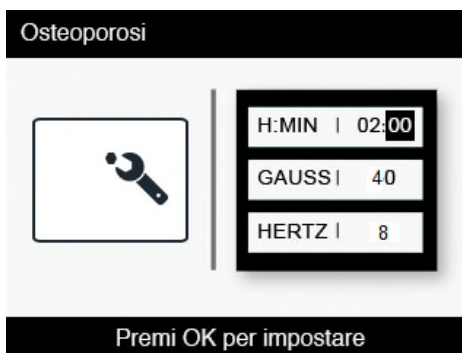 Osteoporosi
H:MIN | 02:00
GAUSS | 40
HERTZ | 8
Premi OK per impostare